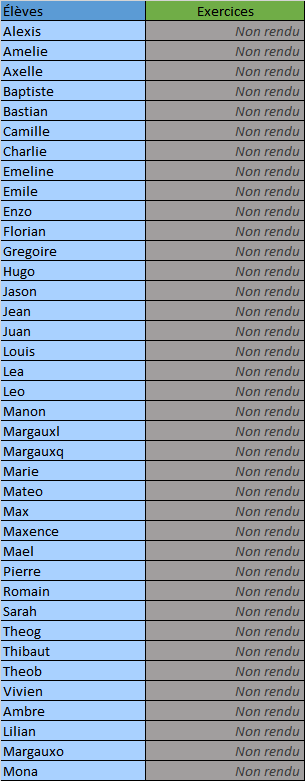 Élèves Exercices
Alexis Non rendu
Amelie Non rendu
Axelle Non rendu
Baptiste Non rendu
Bastian Non rendu
Camille Non rendu
Charlie Non rendu
Emeline Non rendu
Emile Non rendu
Enzo Non rendu
Florian Non rendu
Gregoire Non rendu
Hugo Non rendu
Jason Non rendu
Jean Non rendu
Juan Non rendu
Louis Non rendu
Lea Non rendu
Leo Non rendu
Manon Non rendu
Margauxl Non rendu
Margauxq Non rendu
Marie Non rendu
Mateo Non rendu
Max Non rendu
Maxence Non rendu
Mael Non rendu
Pierre Non rendu
Romain Non rendu
Sarah Non rendu
Theog Non rendu
Thibaut Non rendu
Theob Non rendu
Vivien Non rendu
Ambre Non rendu
Lilian Non rendu
Margauxo Non rendu
Mona Non rendu